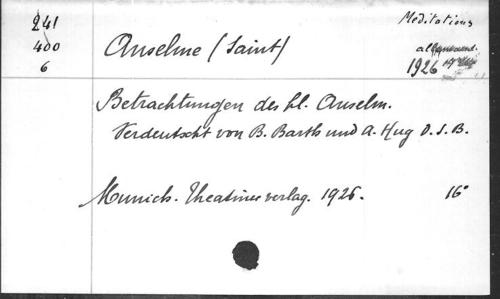 241
400
6
Anselme (Saint)
Meditations
allemand.
1926
Betrachtungen des hl. Anselm.
Verdeutscht von B. Barth und A. Hug O. S. B.
Munich. Theatiner verlag. 1926.
16°